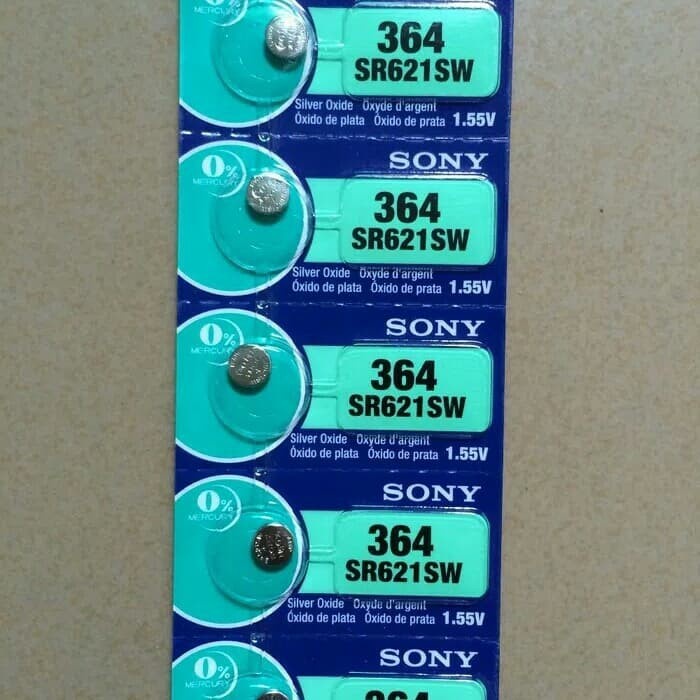 MERCURY
364
SR621SW
Silver Oxide Oxyde d'argent
Óxido de plata Óxido de prata 1.55V
SONY
0%
MERCURY
364
SR621SW
Silver Oxide Oxyde d'argent
Óxido de plata Óxido de prata 1.55V
SONY
0%
MERCURY
364
SR621SW
Silver Oxide Oxyde d'argent
Óxido de plata Óxido de prata 1.55V
SONY
0%
MERCURY
364
SR621SW
Silver Oxide Oxyde d'argent
Óxido de plata Óxido de prata 1.55V
SONY
0%
MERCURY
364